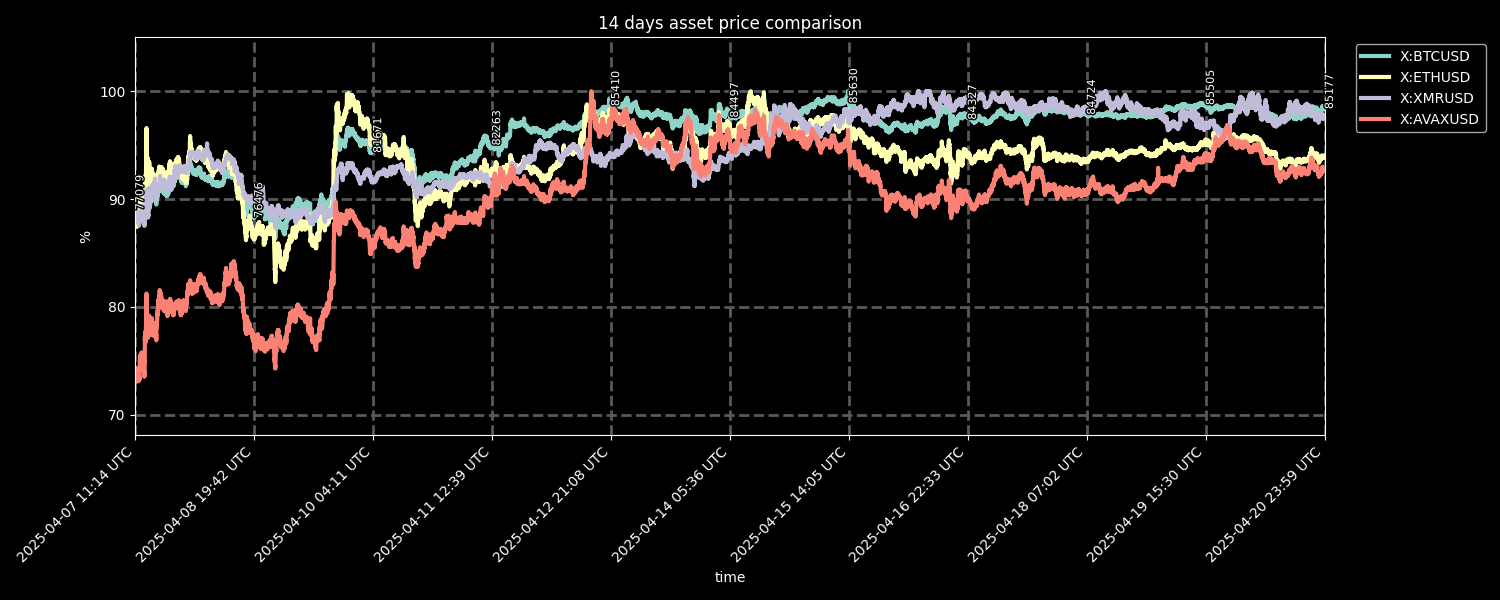 14 days asset price comparison
X:BTCUSD
X:ETHUSD
X:XMRUSD
X:AVAXUSD
100
90
80
70
%
77079
76476
81671
82263
85410
84497
85630
84327
84724
85505
85177
2025-04-07 11:14 UTC
2025-04-08 19:42 UTC
2025-04-10 04:11 UTC
2025-04-11 12:39 UTC
2025-04-12 21:08 UTC
2025-04-14 05:36 UTC
2025-04-15 14:05 UTC
2025-04-16 22:33 UTC
2025-04-18 07:02 UTC
2025-04-19 15:30 UTC
2025-04-20 23:59 UTC
time